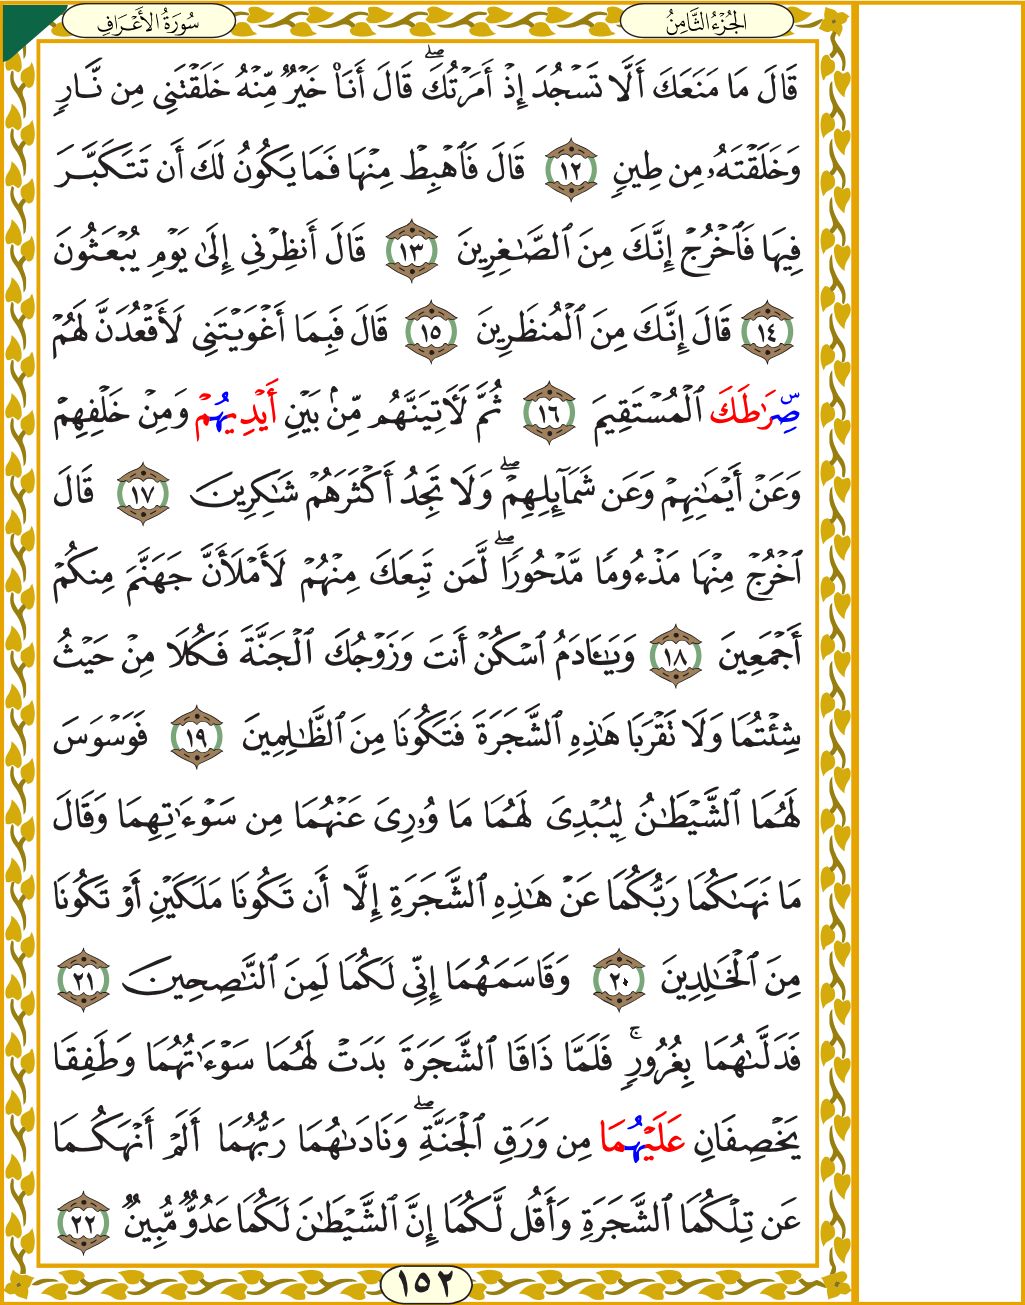 سُورَةُ الأَعْرَافِ
الجُزْءُ الثَّامِنُ
قَالَ مَا مَنَعَكَ أَلَّا تَسْجُدَ إِذْ أَمَرْتُكَ ۖ قَالَ أَنَا۠ خَيْرٌ مِّنْهُ خَلَقْتَنِى مِن نَّارٍ
وَخَلَقْتَهُۥ مِن طِينٍ ١٢ قَالَ فَٱهْبِطْ مِنْهَا فَمَا يَكُونُ لَكَ أَن تَتَكَبَّرَ
فِيهَا فَٱخْرُجْ إِنَّكَ مِنَ ٱلصَّـٰغِرِينَ ١٣ قَالَ أَنظِرْنِى إِلَىٰ يَوْمِ يُبْعَثُونَ
١٤ قَالَ إِنَّكَ مِنَ ٱلْمُنظَرِينَ ١٥ قَالَ فَبِمَا أَغْوَيْتَنِى لَأَقْعُدَنَّ لَهُمْ
صِۜرَٰطَكَ ٱلْمُسْتَقِيمَ ١٦ ثُمَّ لَـَٔاتِيَنَّهُم مِّنۢ بَيْنِ أَيْدِيهُمْ وَمِنْ خَلْفِهِمْ
وَعَنْ أَيْمَـٰنِهِمْ وَعَن شَمَآئِلِهِمْ ۖ وَلَا تَجِدُ أَكْثَرَهُمْ شَـٰكِرِينَ ١٧ قَالَ
ٱخْرُجْ مِنْهَا مَذْءُومًا مَّدْحُورًا ۖ لَّمَن تَبِعَكَ مِنْهُمْ لَأَمْلَأَنَّ جَهَنَّمَ مِنكُمْ
أَجْمَعِينَ ١٨ وَيَـٰٓـَٔادَمُ ٱسْكُنْ أَنتَ وَزَوْجُكَ ٱلْجَنَّةَ فَكُلَا مِنْ حَيْثُ
شِئْتُمَا وَلَا تَقْرَبَا هَـٰذِهِ ٱلشَّجَرَةَ فَتَكُونَا مِنَ ٱلظَّـٰلِمِينَ ١٩ فَوَسْوَسَ
لَهُمَا ٱلشَّيْطَـٰنُ لِيُبْدِىَ لَهُمَا مَا وُۥرِىَ عَنْهُمَا مِن سَوْءَٰتِهِمَا وَقَالَ
مَا نَهَىٰكُمَا رَبُّكُمَا عَنْ هَـٰذِهِ ٱلشَّجَرَةِ إِلَّا أَن تَكُونَا مَلَكَيْنِ أَوْ تَكُونَا
مِنَ ٱلْخَـٰلِدِينَ ٢٠ وَقَاسَمَهُمَا إِنِّى لَكُمَا لَمِنَ ٱلنَّـٰصِحِينَ ٢١
فَدَلَّىٰهُمَا بِغُرُورٍ ۚ فَلَمَّا ذَاقَا ٱلشَّجَرَةَ بَدَتْ لَهُمَا سَوْءَٰتُهُمَا وَطَفِقَا
يَخْصِفَانِ عَلَيْهُمَا مِن وَرَقِ ٱلْجَنَّةِ ۖ وَنَادَىٰهُمَا رَبُّهُمَا أَلَمْ أَنْهَكُمَا
عَن تِلْكُمَا ٱلشَّجَرَةِ وَأَقُل لَّكُمَا إِنَّ ٱلشَّيْطَـٰنَ لَكُمَا عَدُوٌّ مُّبِينٌ ٢٢
١٥٢